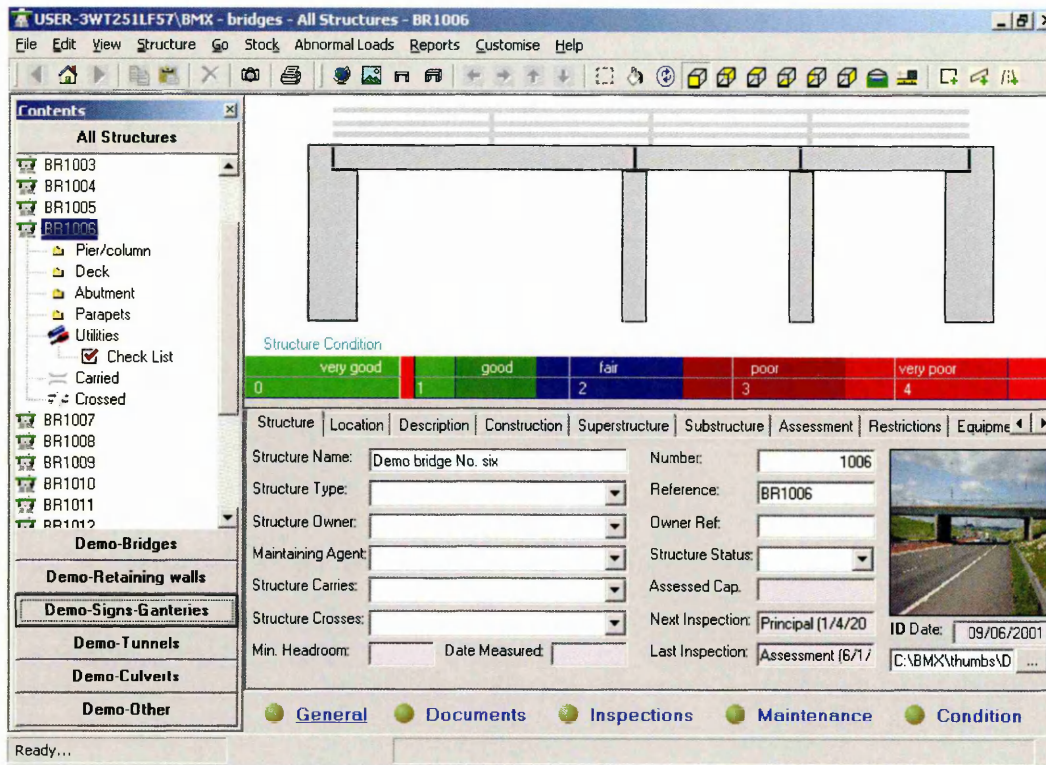 USER-3WT251LF57\BMX - bridges - All Structures - BR1006
File Edit View Structure Go Stock Abnormal Loads Reports Customise Help
Contents
All Structures
BR1003
BR1004
BR1005
BR1006
Pier/column
Deck
Abutment
Parapets
Utilities
Check List
Carried
Crossed
BR1007
BR1008
BR1009
BR1010
BR1011
BR1012
Demo-Bridges
Demo-Retaining walls
Demo-Signs-Ganteries
Demo-Tunnels
Demo-Culverts
Demo-Other
Structure Condition
very good good fair poor very poor
0 1 2 3 4
Structure Location Description Construction Superstructure Substructure Assessment Restrictions Equipme
Structure Name: Demo bridge No. six Number: 1006
Structure Type: Reference: BR1006
Structure Owner: Owner Ref:
Maintaining Agent: Structure Status:
Structure Carries: Assessed Cap.
Structure Crosses: Next Inspection: Principal (1/4/20
Min. Headroom: Date Measured: Last Inspection: Assessment (6/1/
ID Date: 09/06/2001
C:\BMX\thumbs\D ...
General Documents Inspections Maintenance Condition
Ready...